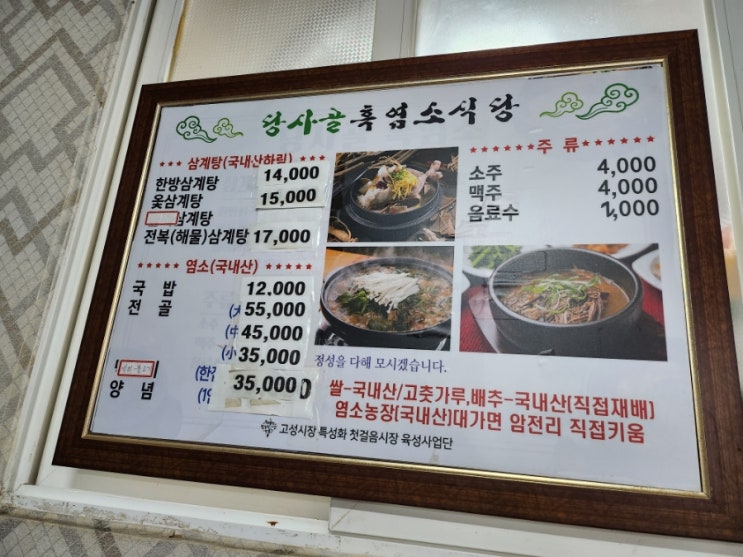 당사골흑염소식당
***** 삼계탕(국내산하림) *****
한방삼계탕 14,000
옻삼계탕 15,000
삼계탕
전복(해물)삼계탕 17,000
***** 염소(국내산) *****
국 밥 12,000
전 골 55,000
(中 45,000
(小 35,000
양 념 35,000
****** 주 류 ******
소주 4,000
맥주 4,000
음료수 1,000
정성을 다해 모시겠습니다.
쌀-국내산/고춧가루,배추-국내산(직접재배)
염소농장(국내산)대가면 암전리 직접키움
고성시장 특성화 첫걸음시장 육성사업단